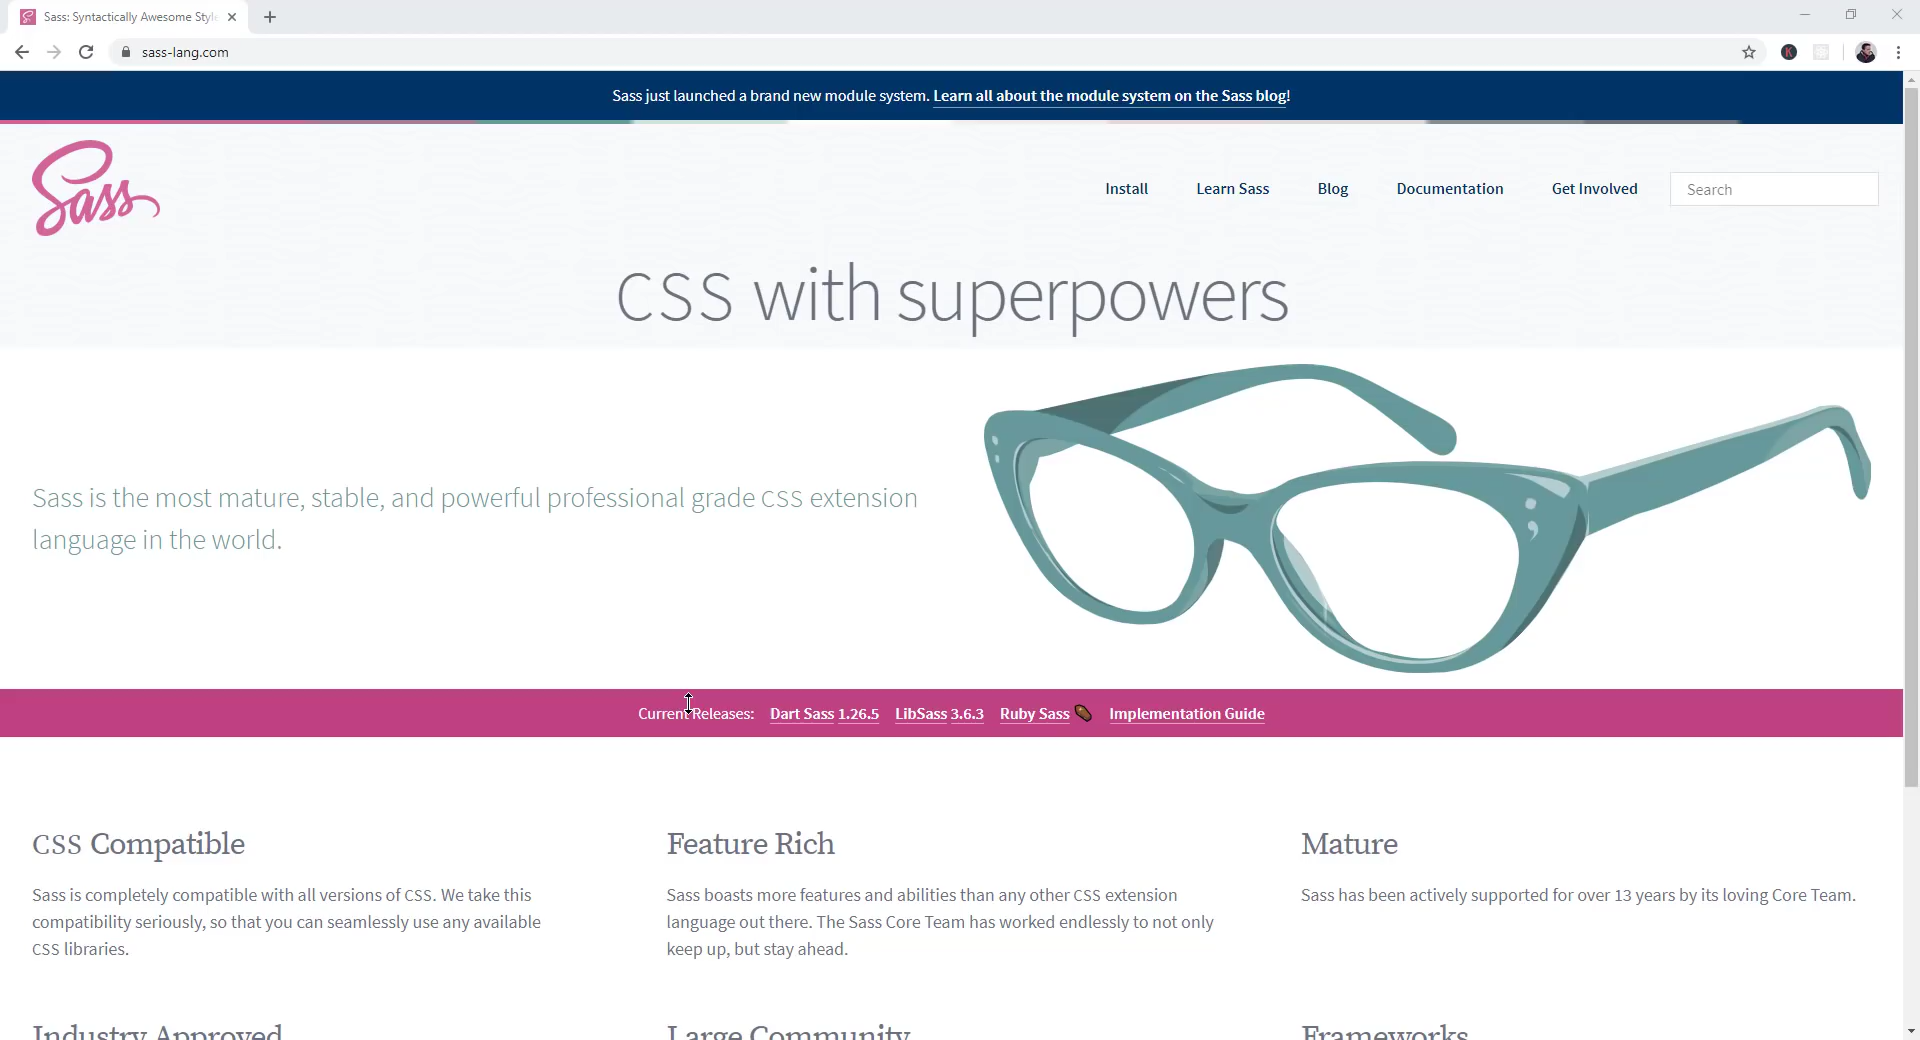 Sass: Syntactically Awesome Style
sass-lang.com
K
Sass just launched a brand new module system. Learn all about the module system on the Sass blog!
Sass
Install Learn Sass Blog Documentation Get Involved Search
CSS with superpowers
Sass is the most mature, stable, and powerful professional grade CSS extension
language in the world.
Current Releases: Dart Sass 1.26.5 LibSass 3.6.3 Ruby Sass Implementation Guide
CSS Compatible
Sass is completely compatible with all versions of CSS. We take this
compatibility seriously, so that you can seamlessly use any available
CSS libraries.
Feature Rich
Sass boasts more features and abilities than any other CSS extension
language out there. The Sass Core Team has worked endlessly to not only
keep up, but stay ahead.
Mature
Sass has been actively supported for over 13 years by its loving Core Team.
Industry Approved
Large Community
Frameworks